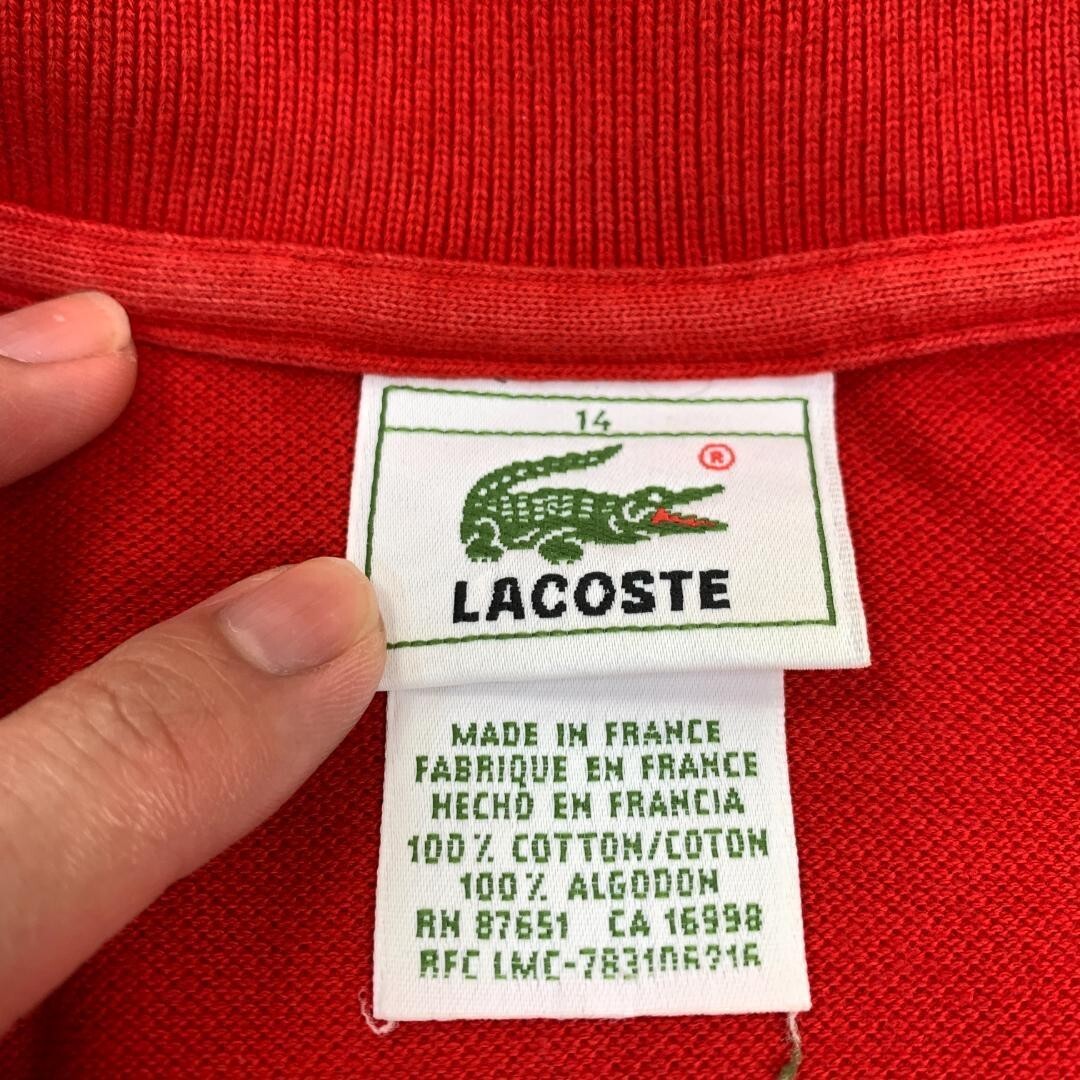 14
®
LACOSTE
MADE IN FRANCE
FABRIQUE EN FRANCE
HECHO EN FRANCIA
100% COTTON/COTON
100% ALGODON
RN 87651 CA 16998
RFC